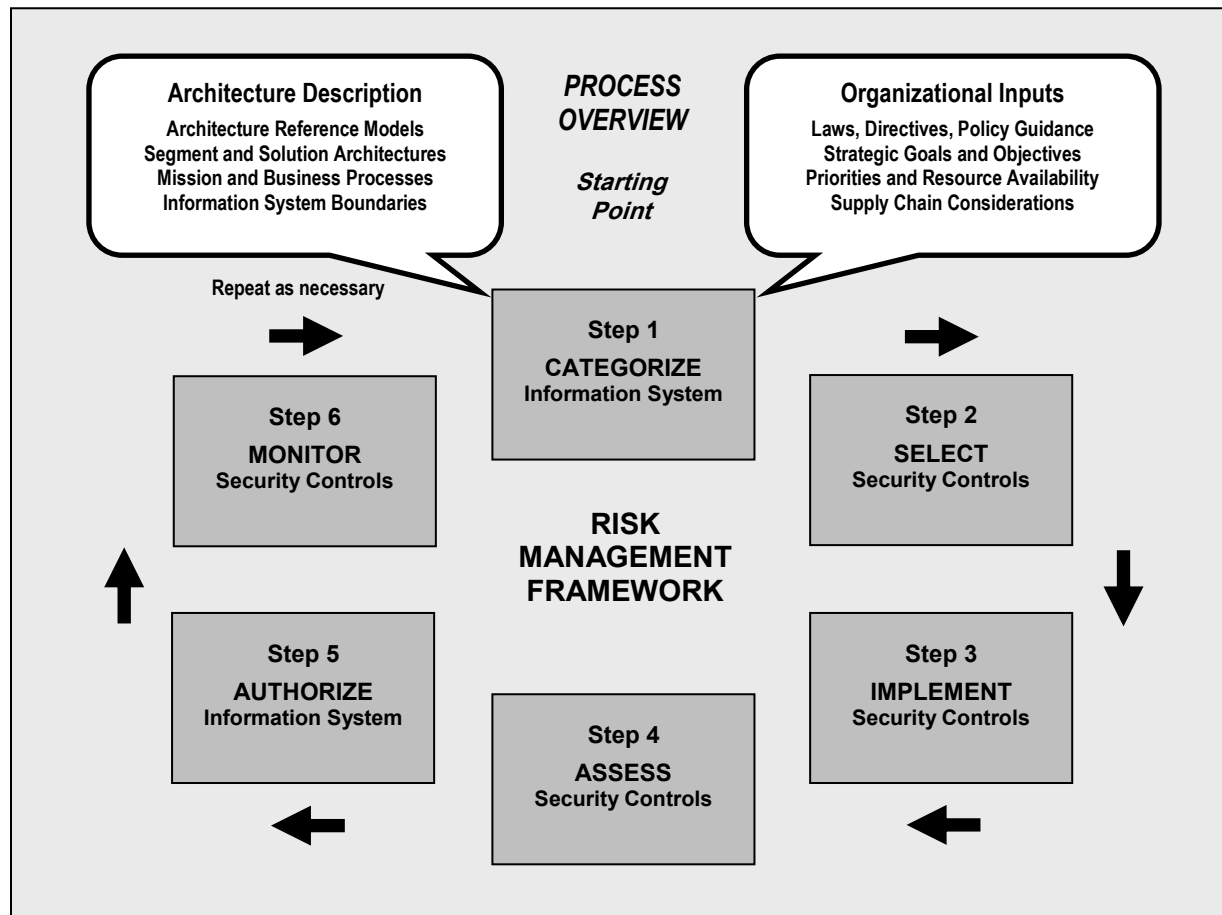 Architecture Description
Architecture Reference Models
Segment and Solution Architectures
Mission and Business Processes
Information System Boundaries
PROCESS
OVERVIEW
Starting
Point
Organizational Inputs
Laws, Directives, Policy Guidance
Strategic Goals and Objectives
Priorities and Resource Availability
Supply Chain Considerations
Repeat as necessary
Step 1
CATEGORIZE
Information System
Step 2
SELECT
Security Controls
Step 3
IMPLEMENT
Security Controls
Step 4
ASSESS
Security Controls
Step 5
AUTHORIZE
Information System
Step 6
MONITOR
Security Controls
RISK
MANAGEMENT
FRAMEWORK